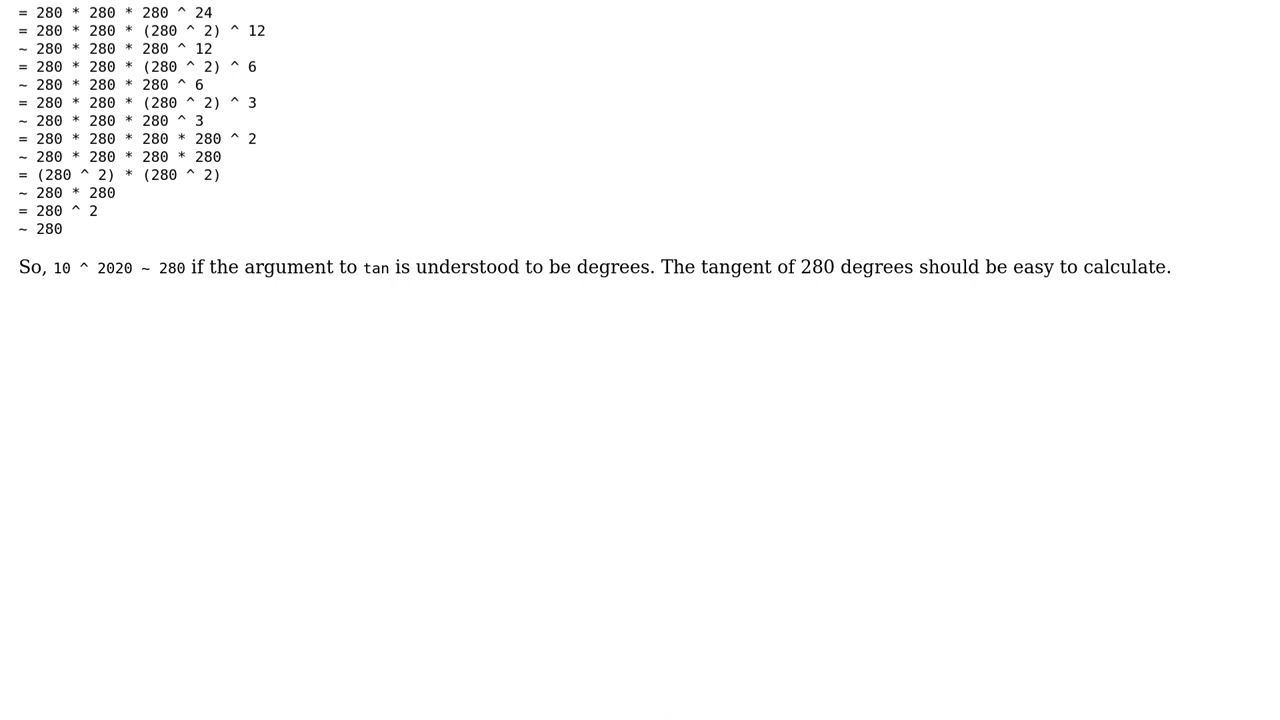 = 280 * 280 * 280 ^ 24
= 280 * 280 * (280 ^ 2) ^ 12
~ 280 * 280 * 280 ^ 12
= 280 * 280 * (280 ^ 2) ^ 6
~ 280 * 280 * 280 ^ 6
= 280 * 280 * (280 ^ 2) ^ 3
~ 280 * 280 * 280 ^ 3
= 280 * 280 * 280 * 280 ^ 2
~ 280 * 280 * 280 * 280
= (280 ^ 2) * (280 ^ 2)
~ 280 * 280
= 280 ^ 2
~ 280
So, 10 ^ 2020 ~ 280 if the argument to tan is understood to be degrees. The tangent of 280 degrees should be easy to calculate.